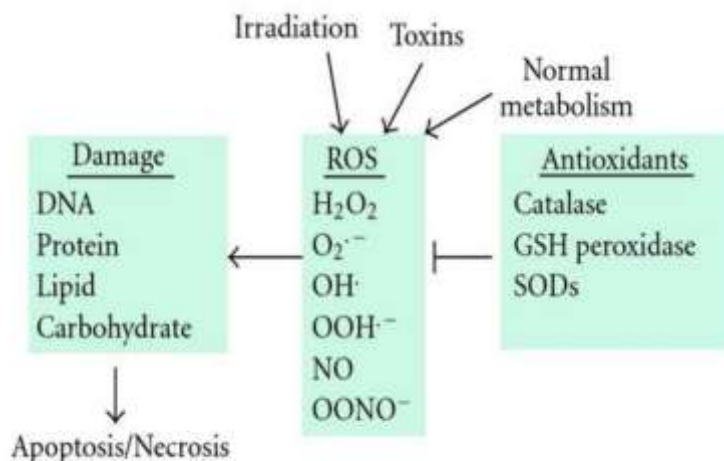 Irradiation
Toxins
Normal
metabolism
Damage
DNA
Protein
Lipid
Carbohydrate
ROS
H₂O₂
O₂·⁻
OH·
OOH·⁻
NO
OONO⁻
Antioxidants
Catalase
GSH peroxidase
SODs
Apoptosis/Necrosis